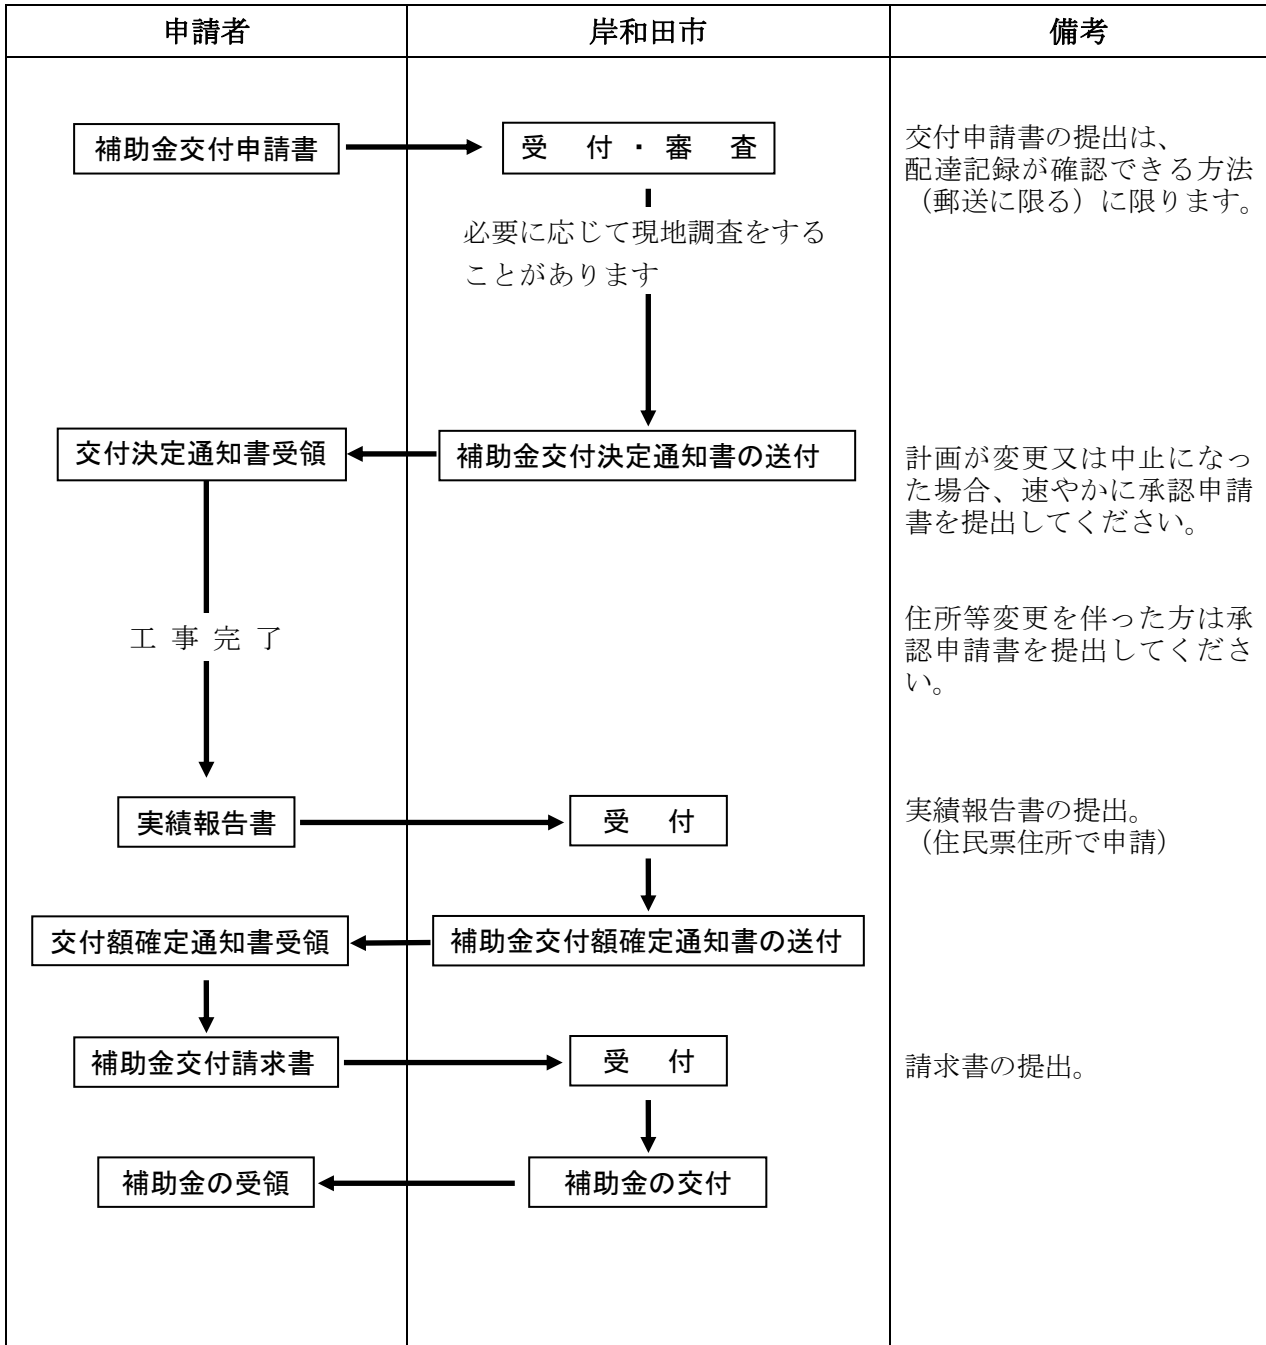 申請者
岸和田市
備考
補助金交付申請書
受　付・審　査
交付申請書の提出は、
配達記録が確認できる方法
（郵送に限る）に限ります。
必要に応じて現地調査をする
ことがあります
交付決定通知書受領
補助金交付決定通知書の送付
計画が変更又は中止になっ
た場合、速やかに承認申請
書を提出してください。
工 事 完 了
住所等変更を伴った方は承
認申請書を提出してくださ
い。
実績報告書
受　付
実績報告書の提出。
（住民票住所で申請）
交付額確定通知書受領
補助金交付額確定通知書の送付
補助金交付請求書
受　付
請求書の提出。
補助金の受領
補助金の交付